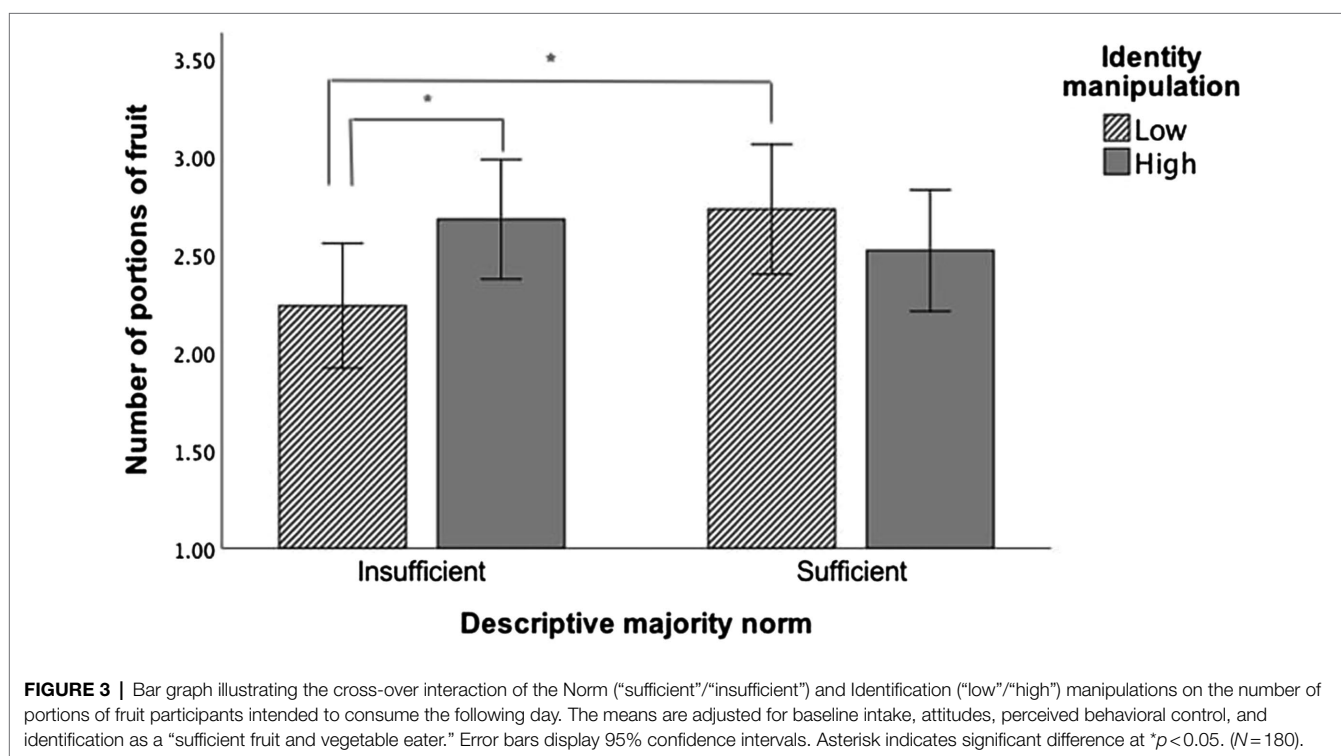 3.50
3.00
2.50
2.00
1.50
1.00
Number of portions of fruit
*
*
Identity
manipulation
Low
High
Insufficient
Sufficient
Descriptive majority norm
FIGURE 3 | Bar graph illustrating the cross-over interaction of the Norm (“sufficient”/“insufficient”) and Identification (“low”/“high”) manipulations on the number of
portions of fruit participants intended to consume the following day. The means are adjusted for baseline intake, attitudes, perceived behavioral control, and
identification as a “sufficient fruit and vegetable eater.” Error bars display 95% confidence intervals. Asterisk indicates significant difference at *p<0.05. (N=180).